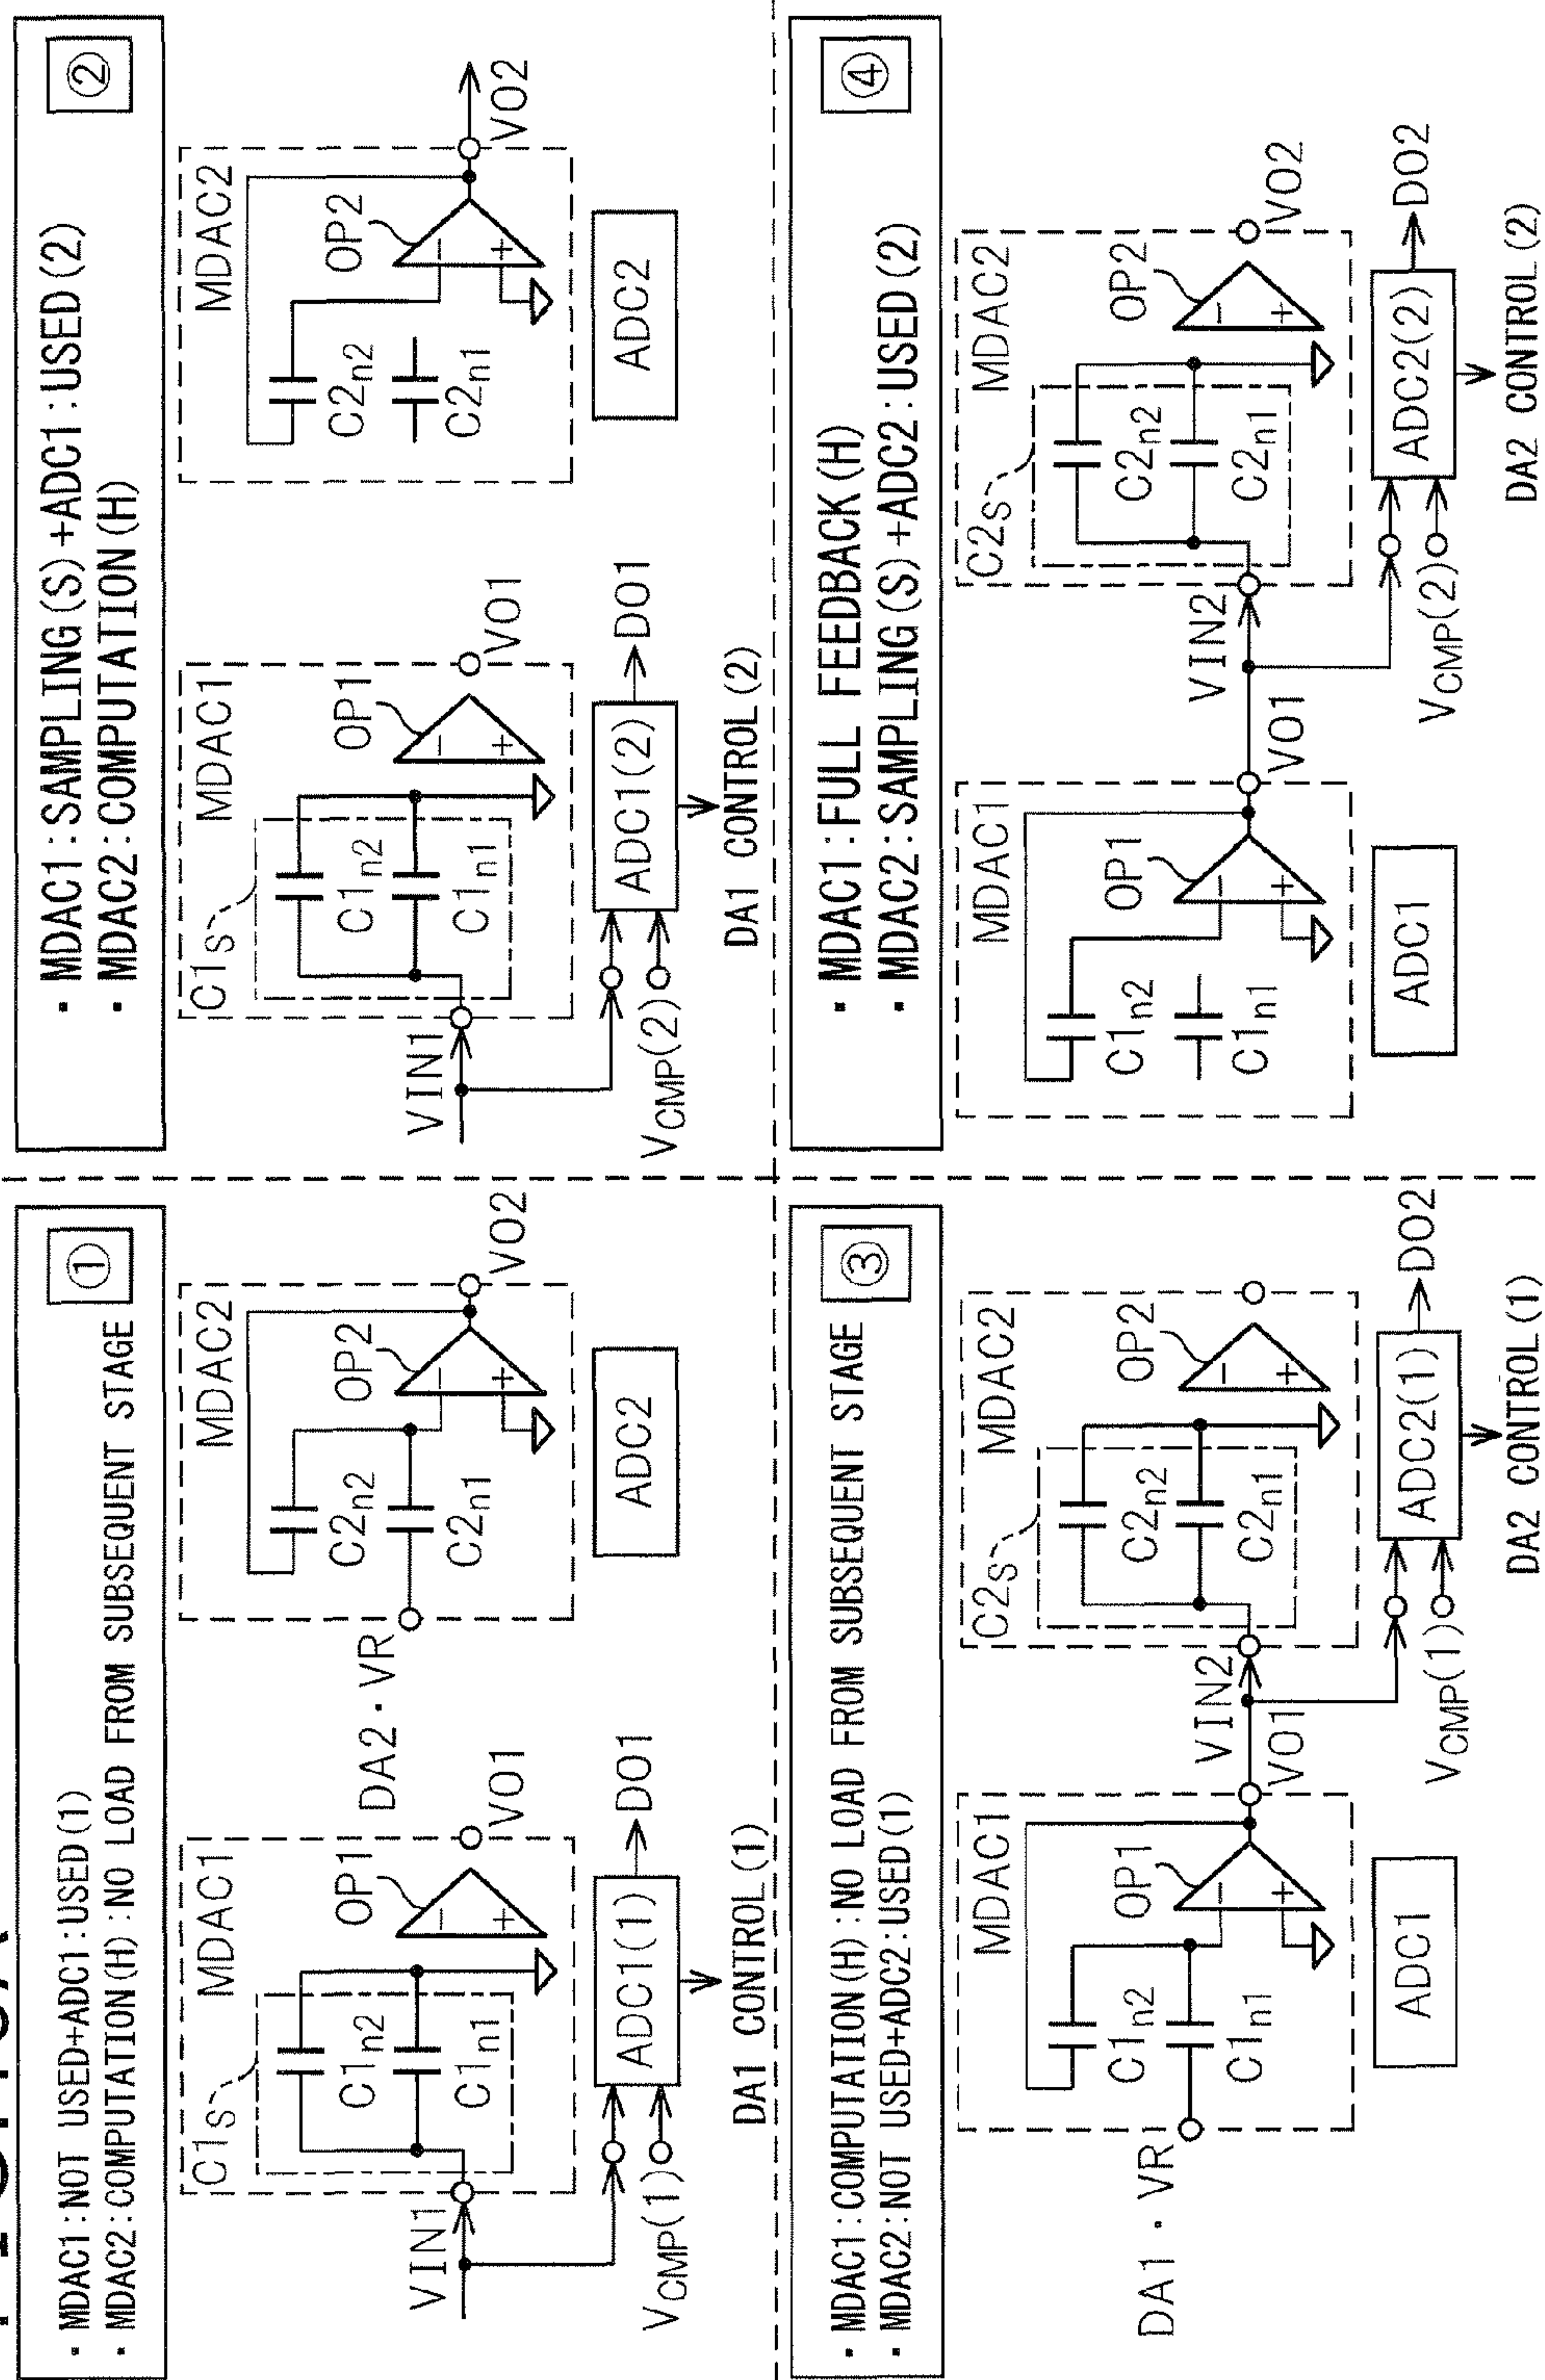 ①
· MDAC1:NOT USED+ADC1:USED(1)
· MDAC2:COMPUTATION(H):NO LOAD FROM SUBSEQUENT STAGE
C1S
MDAC1
C1n2
C1n1
OP1
−
+
VIN1
VO1
VCMP(1)
ADC1(1)
DO1
DA1 CONTROL(1)
DA2·VR
MDAC2
C2n2
C2n1
OP2
−
+
VO2
ADC2
②
· MDAC1:SAMPLING(S)+ADC1:USED(2)
· MDAC2:COMPUTATION(H)
C1S
MDAC1
C1n2
C1n1
OP1
−
+
VIN1
VO1
VCMP(2)
ADC1(2)
DO1
DA1 CONTROL(2)
MDAC2
C2n2
C2n1
OP2
−
+
VO2
ADC2
③
· MDAC1:COMPUTATION(H):NO LOAD FROM SUBSEQUENT STAGE
· MDAC2:NOT USED+ADC2:USED(1)
DA1·VR
MDAC1
C1n2
C1n1
OP1
−
+
VO1
ADC1
VIN2
C2S
MDAC2
C2n2
C2n1
OP2
−
+
VCMP(1)
ADC2(1)
DO2
DA2 CONTROL(1)
④
· MDAC1:FULL FEEDBACK(H)
· MDAC2:SAMPLING(S)+ADC2:USED(2)
MDAC1
C1n2
C1n1
OP1
−
+
VO1
ADC1
VIN2
C2S
MDAC2
C2n2
C2n1
OP2
−
+
VO2
VCMP(2)
ADC2(2)
DO2
DA2 CONTROL(2)